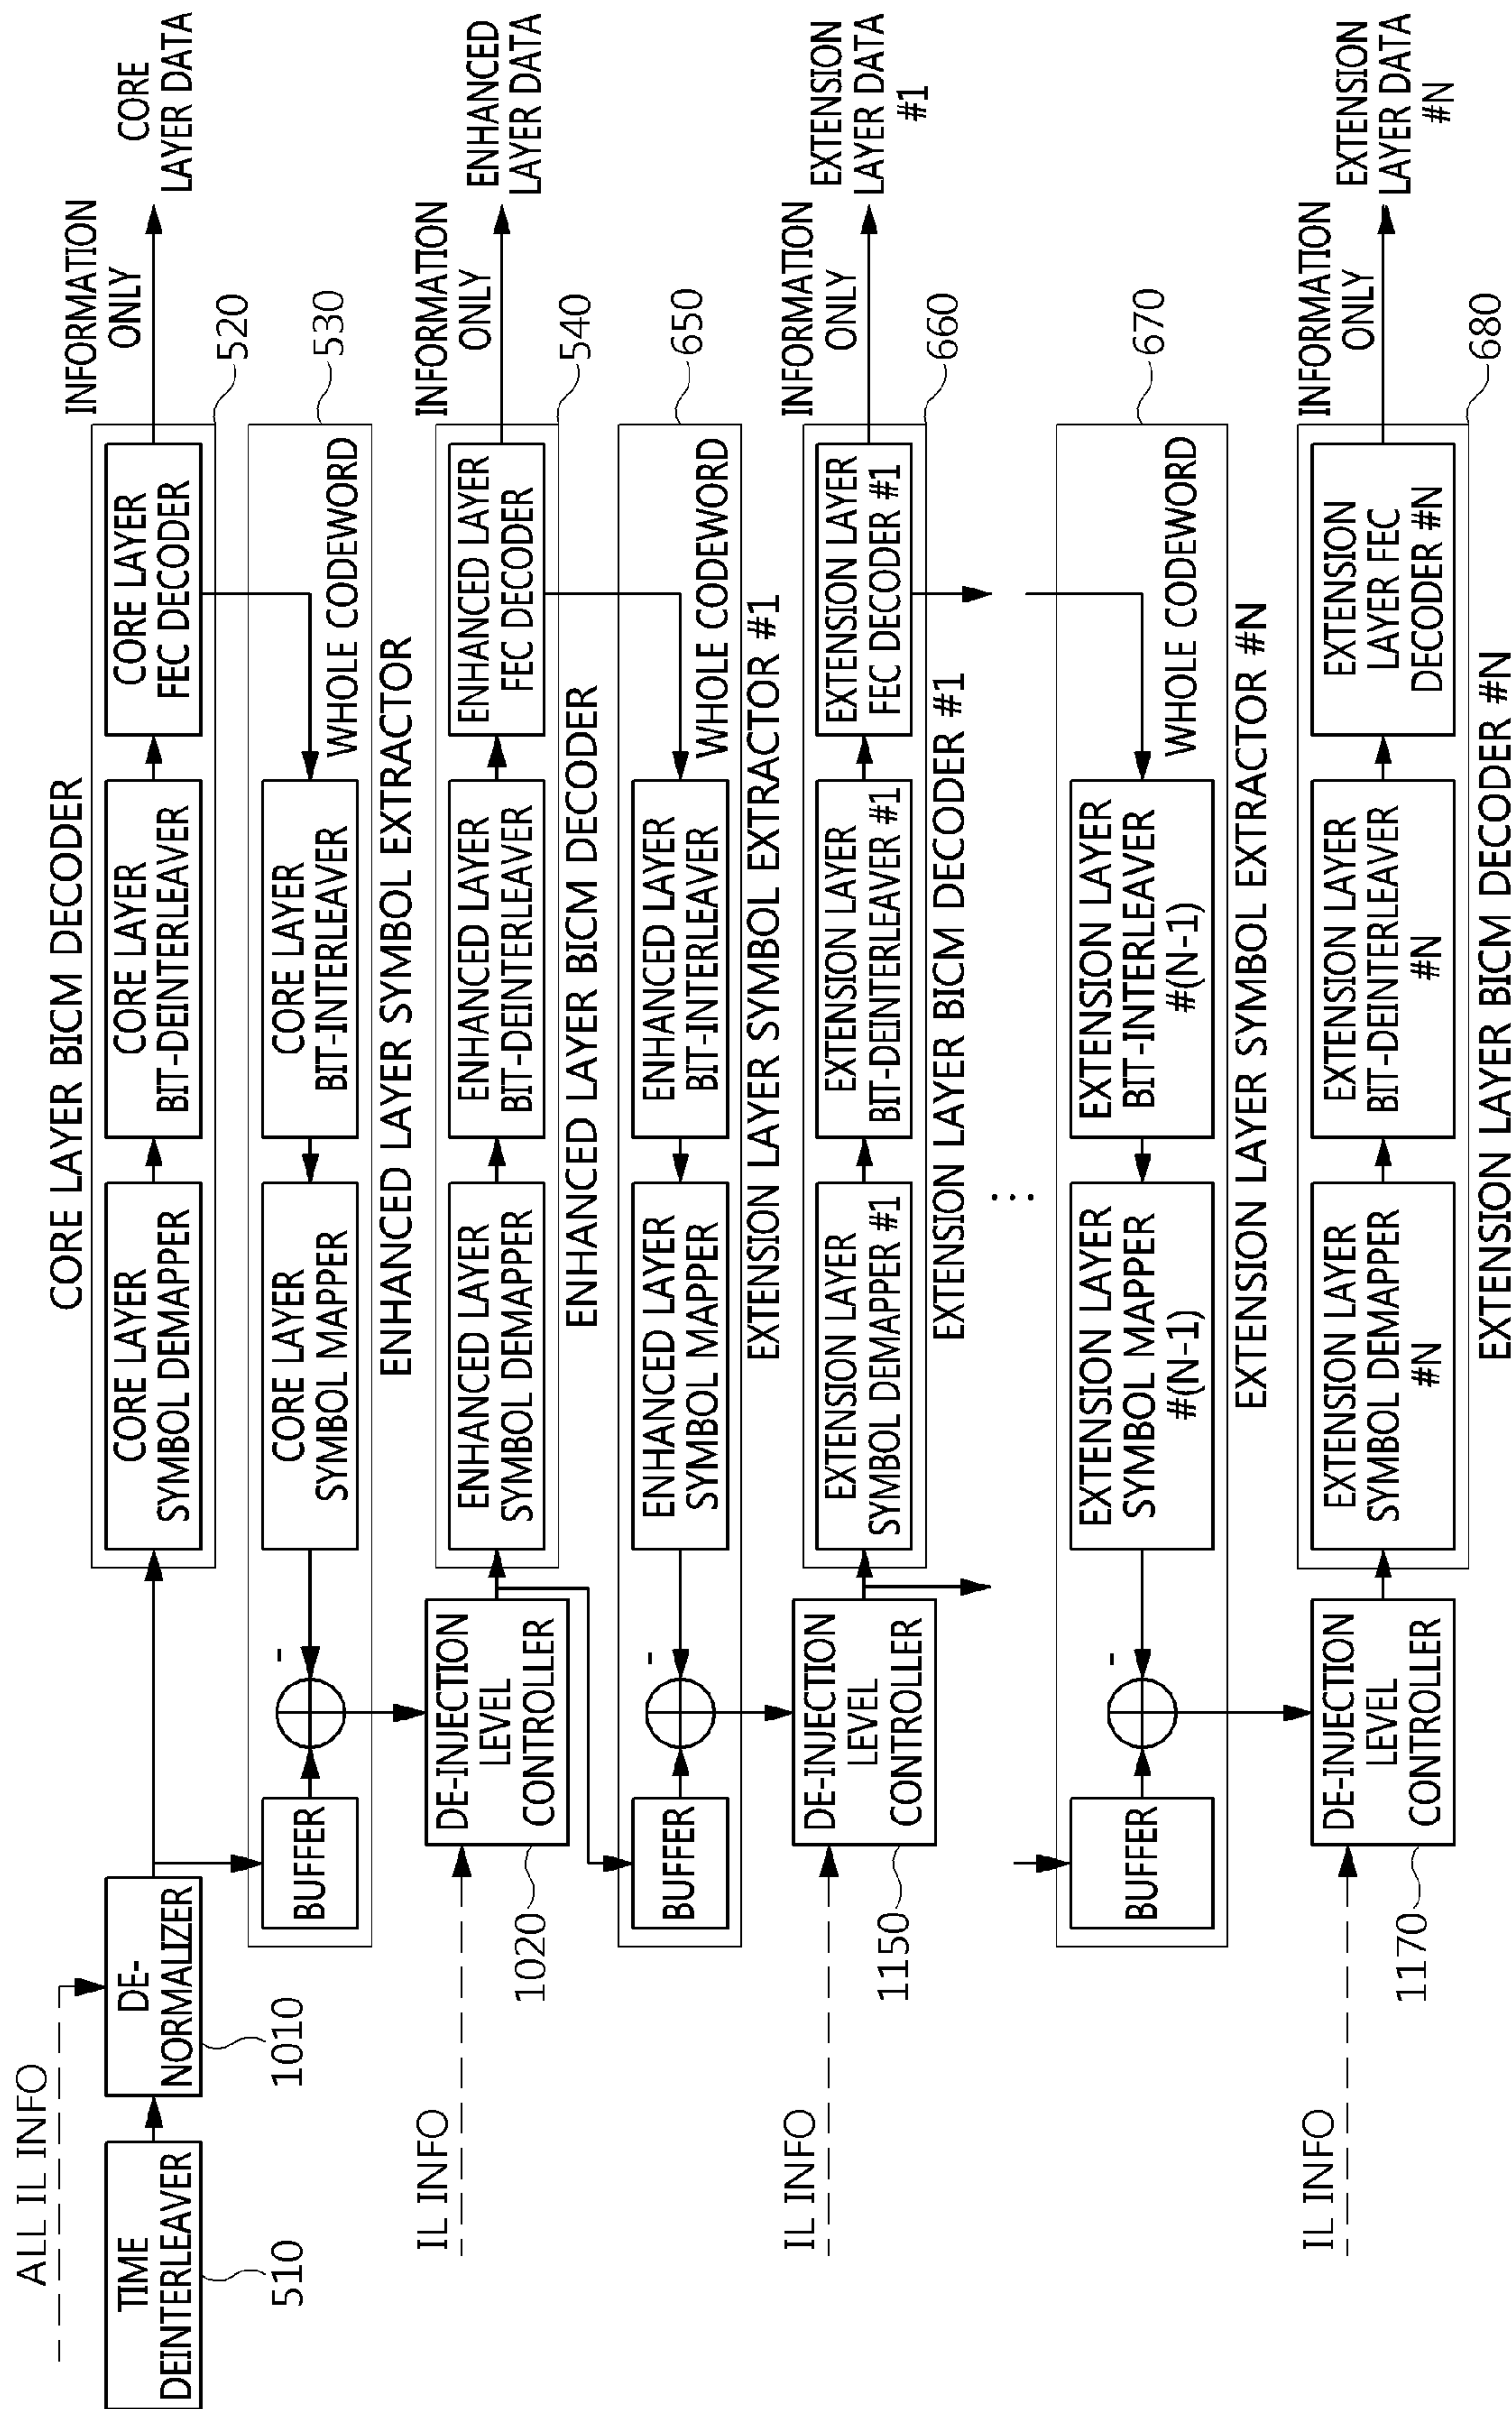 ALL IL INFO
TIME
DEINTERLEAVER
510
DE-
NORMALIZER
1010
CORE LAYER BICM DECODER
CORE LAYER
SYMBOL DEMAPPER
CORE LAYER
BIT-DEINTERLEAVER
CORE LAYER
FEC DECODER
INFORMATION
ONLY
CORE
LAYER DATA
520
BUFFER
-
CORE LAYER
SYMBOL MAPPER
CORE LAYER
BIT-INTERLEAVER
WHOLE CODEWORD
530
ENHANCED LAYER SYMBOL EXTRACTOR
IL INFO
DE-INJECTION
LEVEL
CONTROLLER
1020
ENHANCED LAYER
SYMBOL DEMAPPER
ENHANCED LAYER
BIT-DEINTERLEAVER
ENHANCED LAYER
FEC DECODER
INFORMATION
ONLY
ENHANCED
LAYER DATA
540
ENHANCED LAYER BICM DECODER
BUFFER
-
ENHANCED LAYER
SYMBOL MAPPER
ENHANCED LAYER
BIT-INTERLEAVER
WHOLE CODEWORD
650
EXTENSION LAYER SYMBOL EXTRACTOR #1
IL INFO
DE-INJECTION
LEVEL
CONTROLLER
1150
EXTENSION LAYER
SYMBOL DEMAPPER #1
EXTENSION LAYER
BIT-DEINTERLEAVER #1
EXTENSION LAYER
FEC DECODER #1
INFORMATION
ONLY
EXTENSION
LAYER DATA
#1
660
EXTENSION LAYER BICM DECODER #1
...
BUFFER
-
EXTENSION LAYER
SYMBOL MAPPER
#(N-1)
EXTENSION LAYER
BIT-INTERLEAVER
#(N-1)
WHOLE CODEWORD
670
EXTENSION LAYER SYMBOL EXTRACTOR #N
IL INFO
DE-INJECTION
LEVEL
CONTROLLER
1170
EXTENSION LAYER
SYMBOL DEMAPPER
#N
EXTENSION LAYER
BIT-DEINTERLEAVER
#N
EXTENSION
LAYER FEC
DECODER #N
INFORMATION
ONLY
EXTENSION
LAYER DATA
#N
680
EXTENSION LAYER BICM DECODER #N